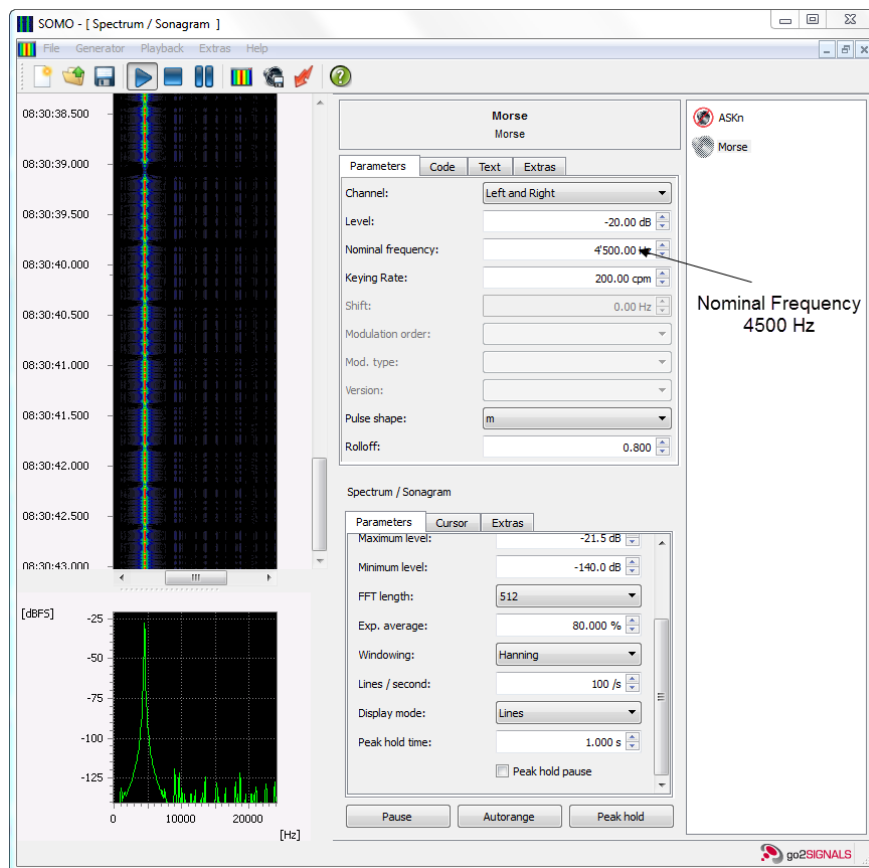 SOMO - [ Spectrum / Sonagram ]
File Generator Playback Extras Help
08:30:38.500
08:30:39.000
08:30:39.500
08:30:40.000
08:30:40.500
08:30:41.000
08:30:41.500
08:30:42.000
08:30:42.500
08:30:43.000
[dBFS]
-25
-50
-75
-100
-125
0 10000 20000
[Hz]
Morse
Morse
Parameters Code Text Extras
Channel: Left and Right
Level: -20.00 dB
Nominal frequency: 4'500.00 Hz
Keying Rate: 200.00 cpm
Shift: 0.00 Hz
Modulation order:
Mod. type:
Version:
Pulse shape: m
Rolloff: 0.800
Spectrum / Sonagram
Parameters Cursor Extras
Maximum level: -21.5 dB
Minimum level: -140.0 dB
FFT length: 512
Exp. average: 80.000 %
Windowing: Hanning
Lines / second: 100 /s
Display mode: Lines
Peak hold time: 1.000 s
Peak hold pause
Pause Autorange Peak hold
ASKn
Morse
Nominal Frequency
4500 Hz
go2SIGNALS